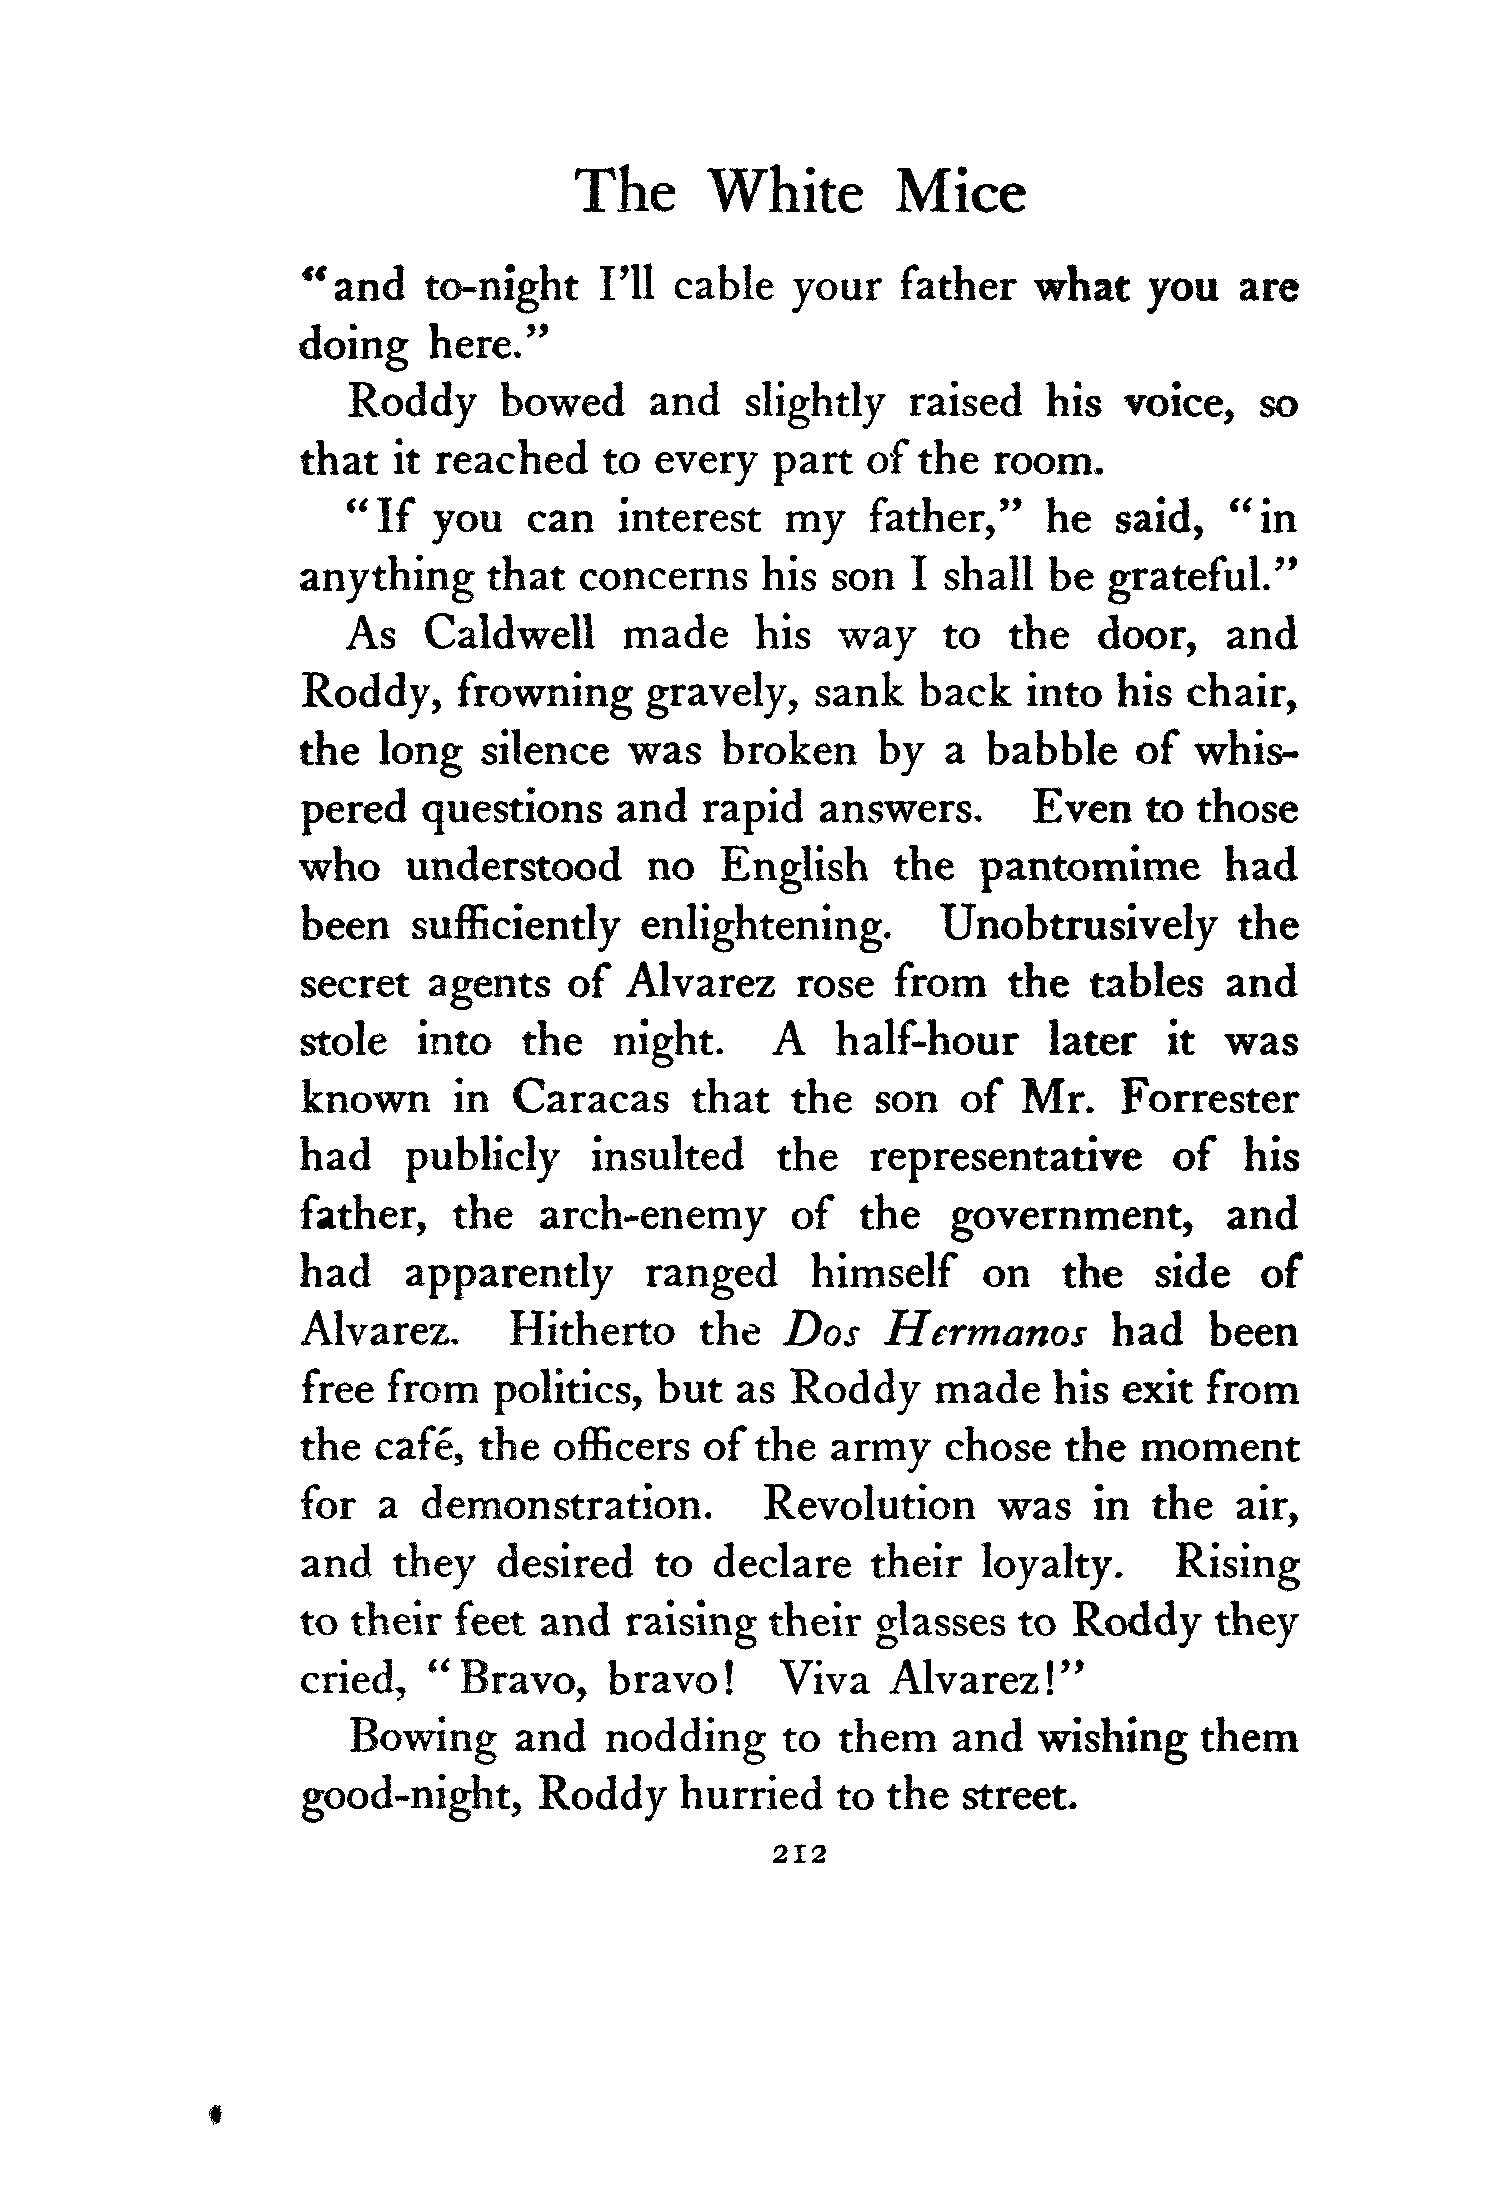 The White Mice
"and to-night I'll cable your father what you are
doing here."
Roddy bowed and slightly raised his voice, so
that it reached to every part of the room.
"If you can interest my father," he said, "in
anything that concerns his son I shall be grateful."
As Caldwell made his way to the door, and
Roddy, frowning gravely, sank back into his chair,
the long silence was broken by a babble of whis-
pered questions and rapid answers. Even to those
who understood no English the pantomime had
been sufficiently enlightening. Unobtrusively the
secret agents of Alvarez rose from the tables and
stole into the night. A half-hour later it was
known in Caracas that the son of Mr. Forrester
had publicly insulted the representative of his
father, the arch-enemy of the government, and
had apparently ranged himself on the side of
Alvarez. Hitherto the Dos Hermanos had been
free from politics, but as Roddy made his exit from
the café, the officers of the army chose the moment
for a demonstration. Revolution was in the air,
and they desired to declare their loyalty. Rising
to their feet and raising their glasses to Roddy they
cried, "Bravo, bravo! Viva Alvarez!"
Bowing and nodding to them and wishing them
good-night, Roddy hurried to the street.
212